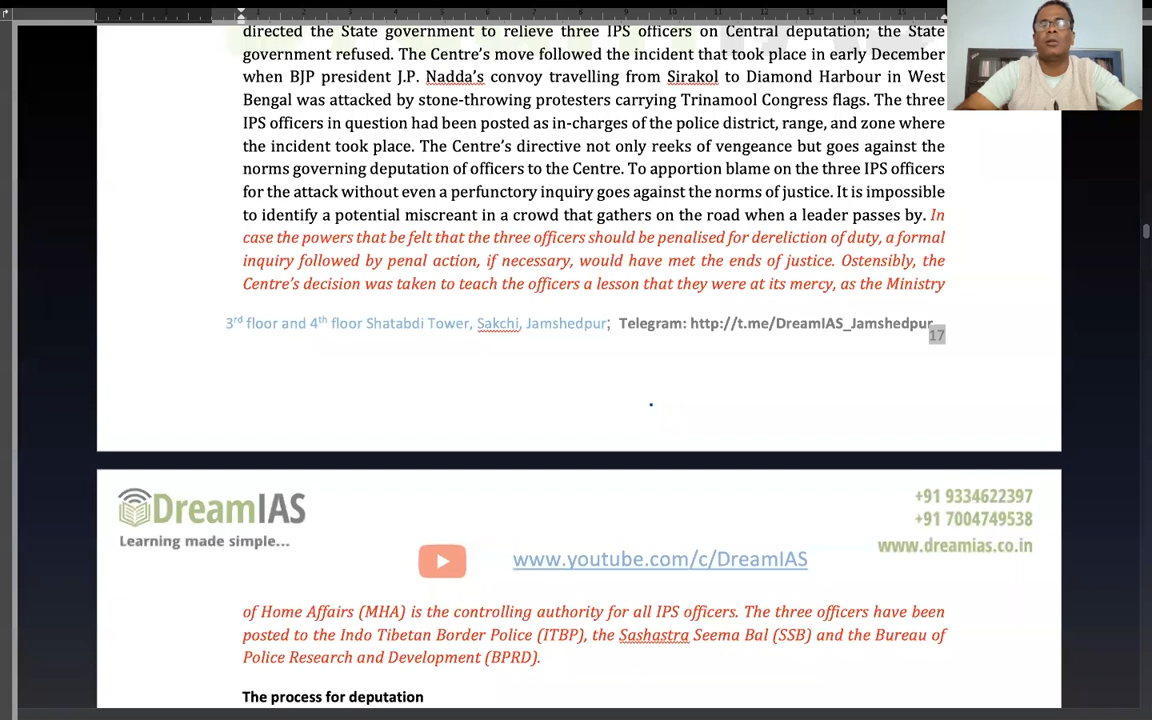 directed the State government to relieve three IPS officers on Central deputation; the State
government refused. The Centre's move followed the incident that took place in early December
when BJP president J.P. Nadda's convoy travelling from Sirakol to Diamond Harbour in West
Bengal was attacked by stone-throwing protesters carrying Trinamool Congress flags. The three
IPS officers in question had been posted as in-charges of the police district, range, and zone where
the incident took place. The Centre's directive not only reeks of vengeance but goes against the
norms governing deputation of officers to the Centre. To apportion blame on the three IPS officers
for the attack without even a perfunctory inquiry goes against the norms of justice. It is impossible
to identify a potential miscreant in a crowd that gathers on the road when a leader passes by. In
case the powers that be felt that the three officers should be penalised for dereliction of duty, a formal
inquiry followed by penal action, if necessary, would have met the ends of justice. Ostensibly, the
Centre's decision was taken to teach the officers a lesson that they were at its mercy, as the Ministry
3rd floor and 4th floor Shatabdi Tower, Sakchi, Jamshedpur; Telegram: http://t.me/DreamIAS_Jamshedpur
17
DreamIAS
Learning made simple...
+91 9334622397
+91 7004749538
www.dreamias.co.in
www.youtube.com/c/DreamIAS
of Home Affairs (MHA) is the controlling authority for all IPS officers. The three officers have been
posted to the Indo Tibetan Border Police (ITBP), the Sashastra Seema Bal (SSB) and the Bureau of
Police Research and Development (BPRD).
The process for deputation